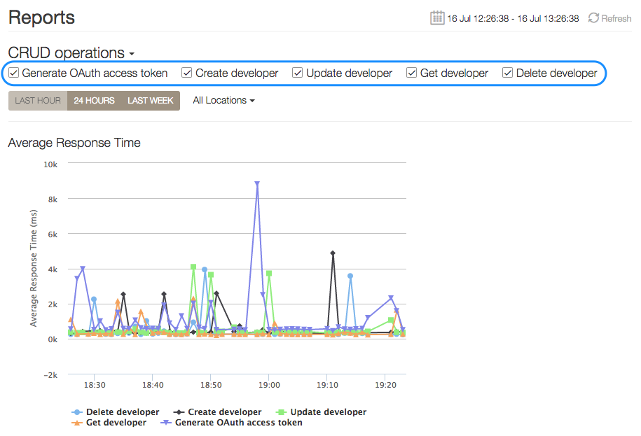 Reports
16 Jul 12:26:38 - 16 Jul 13:26:38 Refresh
CRUD operations
Generate OAuth access token Create developer Update developer Get developer Delete developer
LAST HOUR 24 HOURS LAST WEEK All Locations
Average Response Time
10k
8k
6k
4k
2k
0k
-2k
Average Response Time (ms)
18:30 18:40 18:50 19:00 19:10 19:20
Delete developer Create developer Update developer
Get developer Generate OAuth access token